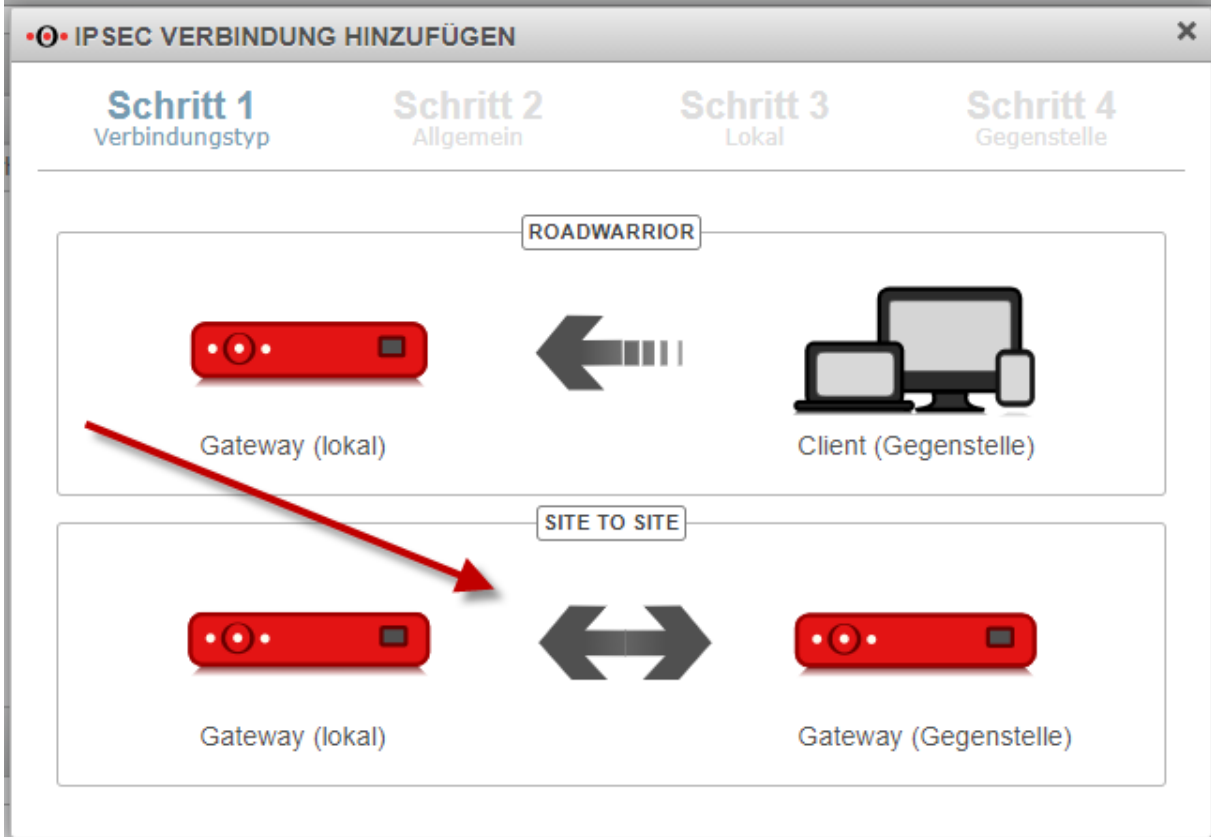 IPSEC VERBINDUNG HINZUFÜGEN
Schritt 1 Schritt 2 Schritt 3 Schritt 4
Verbindungstyp Allgemein Lokal Gegenstelle
ROADWARRIOR
Gateway (lokal) Client (Gegenstelle)
SITE TO SITE
Gateway (lokal) Gateway (Gegenstelle)